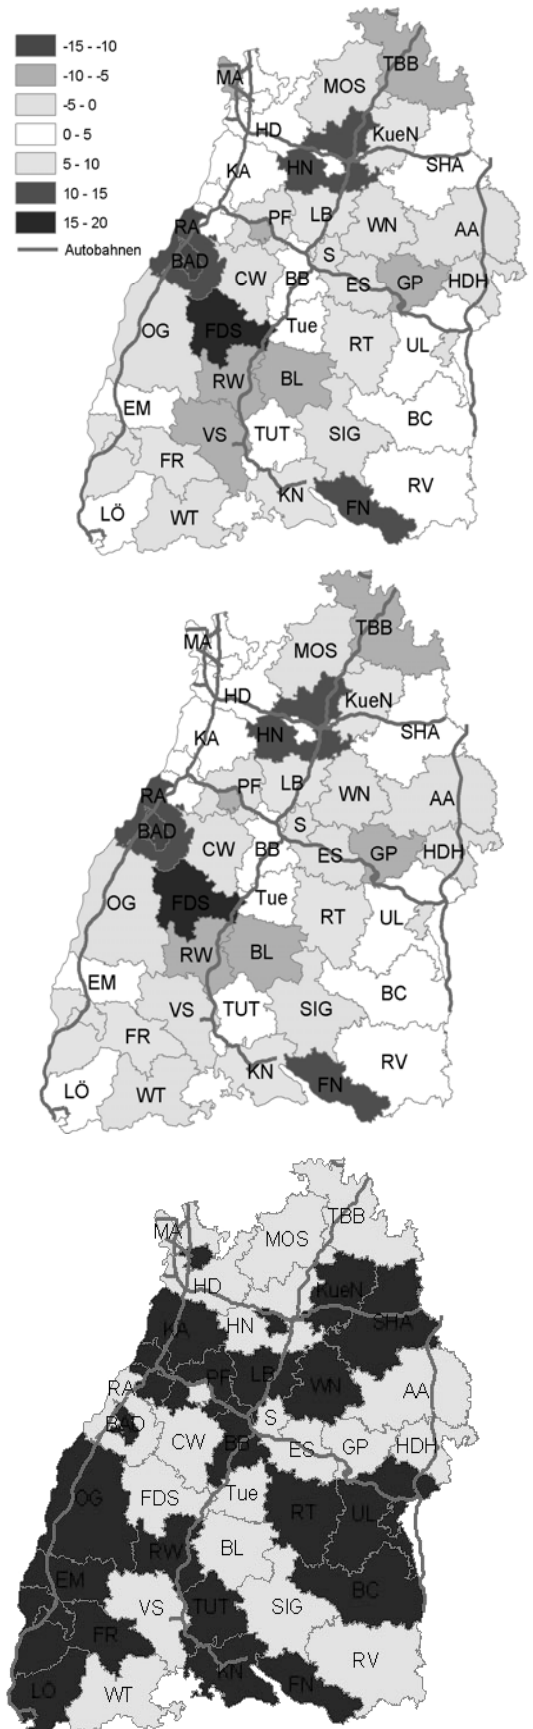 -15 - -10
-10 - -5
-5 - 0
0 - 5
5 - 10
10 - 15
15 - 20
Autobahnen
TBB
MA
MOS
HD
KueN
KA
HN
SHA
RA
PF
LB
WN
AA
BAD
CW
BB
S
ES
GP
HDH
OG
FDS
Tue
RT
UL
RW
BL
EM
VS
TUT
SIG
BC
FR
LÖ
WT
KN
FN
RV
TBB
MA
MOS
HD
KueN
KA
HN
SHA
RA
PF
LB
WN
AA
BAD
CW
BB
S
ES
GP
HDH
OG
FDS
Tue
RT
UL
RW
BL
EM
VS
TUT
SIG
BC
FR
LÖ
WT
KN
FN
RV
TBB
MA
MOS
HD
KueN
KA
HN
SHA
RA
PF
LB
WN
AA
BAD
CW
BB
S
ES
GP
HDH
OG
FDS
Tue
RT
UL
RW
BL
EM
VS
TUT
SIG
BC
FR
LÖ
WT
KN
FN
RV